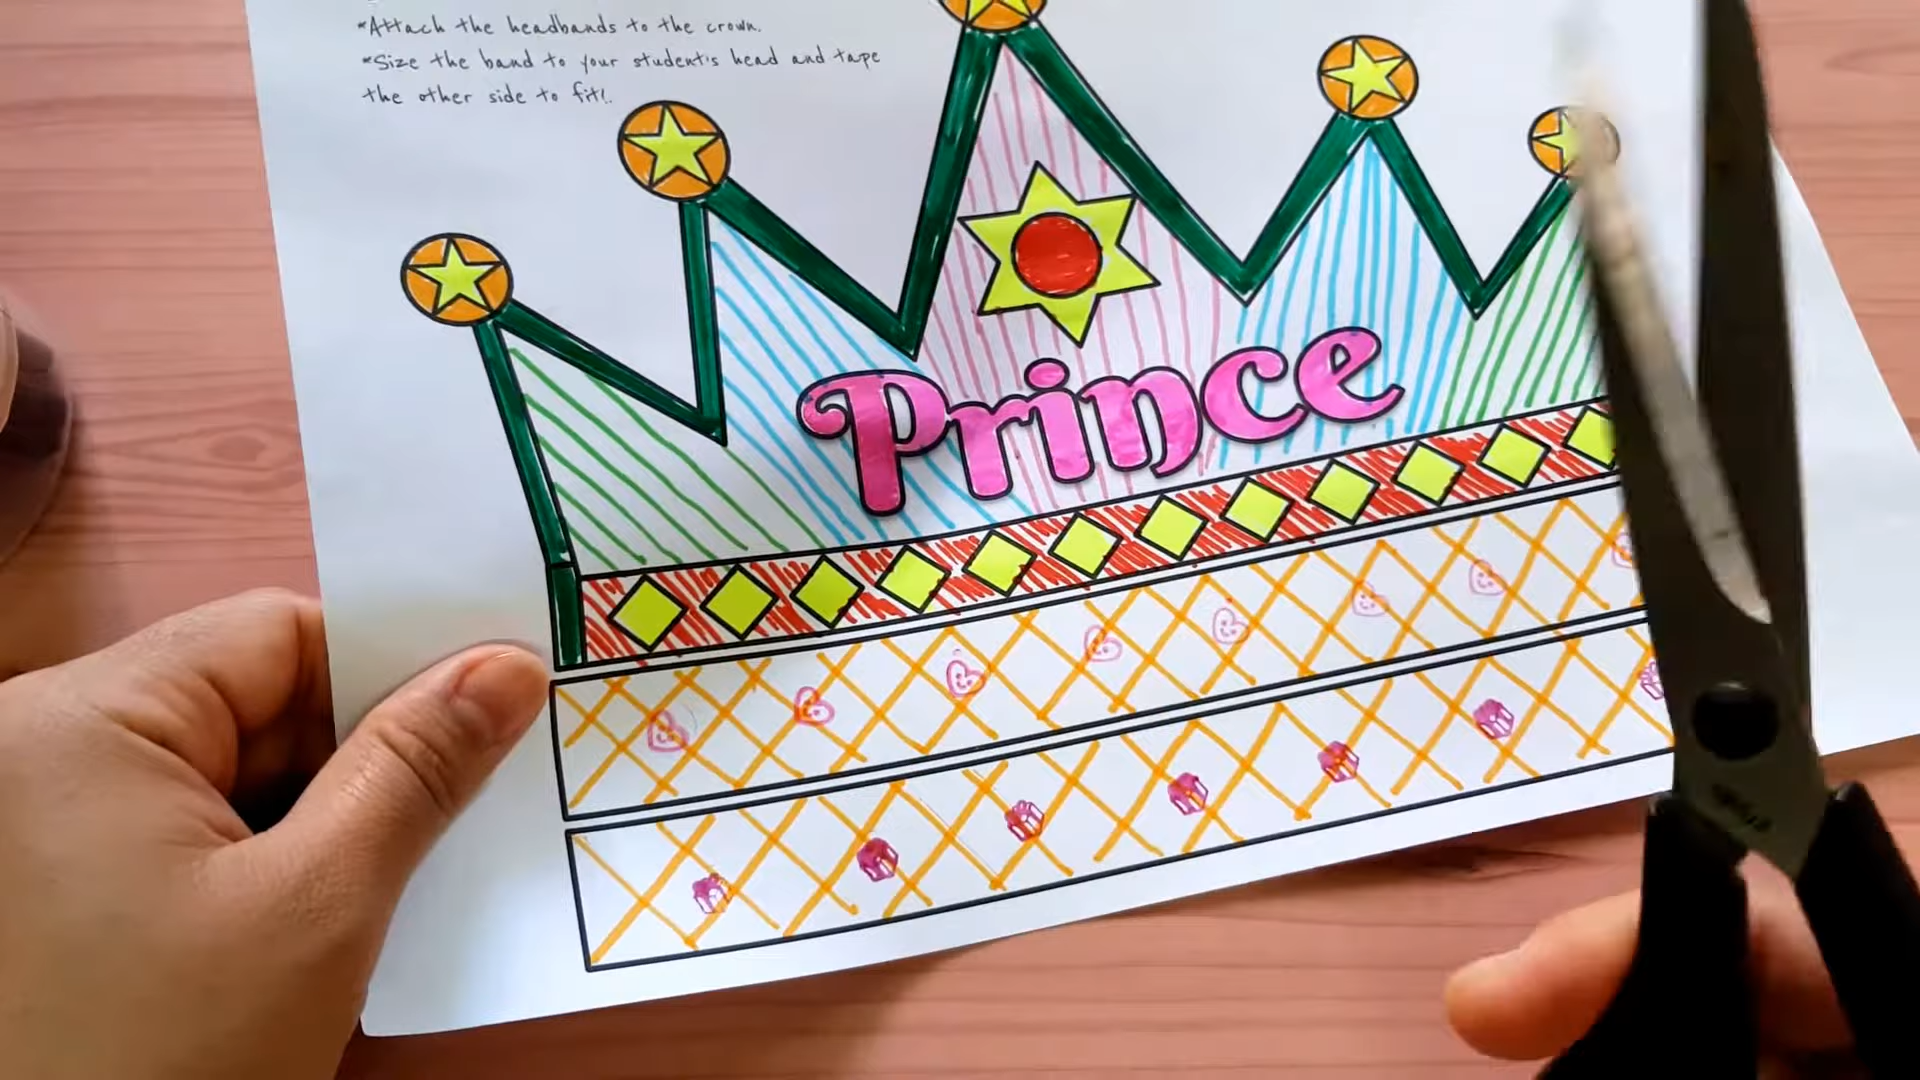 *Attach the headbands to the crown.
*Size the band to your student's head and tape
the other side to fit!.
Prince